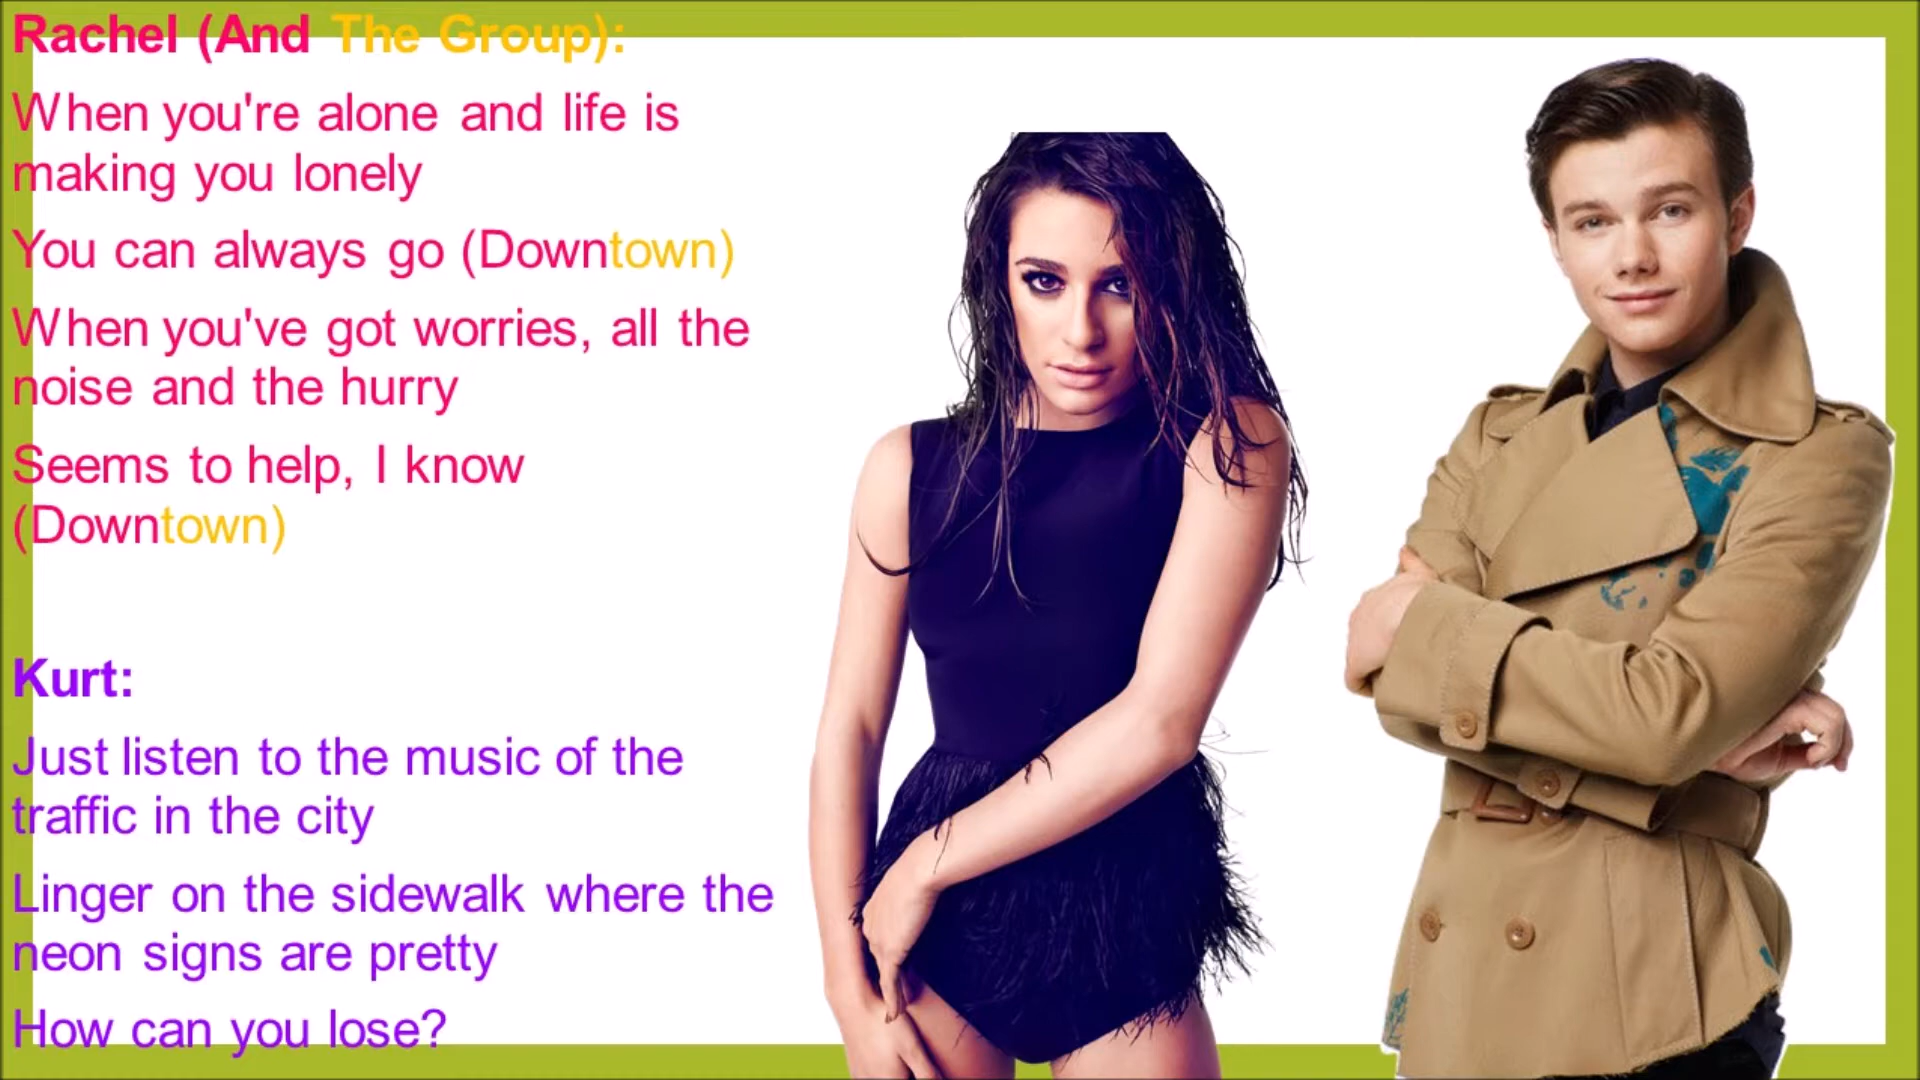 Rachel (And The Group):
When you're alone and life is
making you lonely
You can always go (Downtown)
When you've got worries, all the
noise and the hurry
Seems to help, I know
(Downtown)
Kurt:
Just listen to the music of the
traffic in the city
Linger on the sidewalk where the
neon signs are pretty
How can you lose?